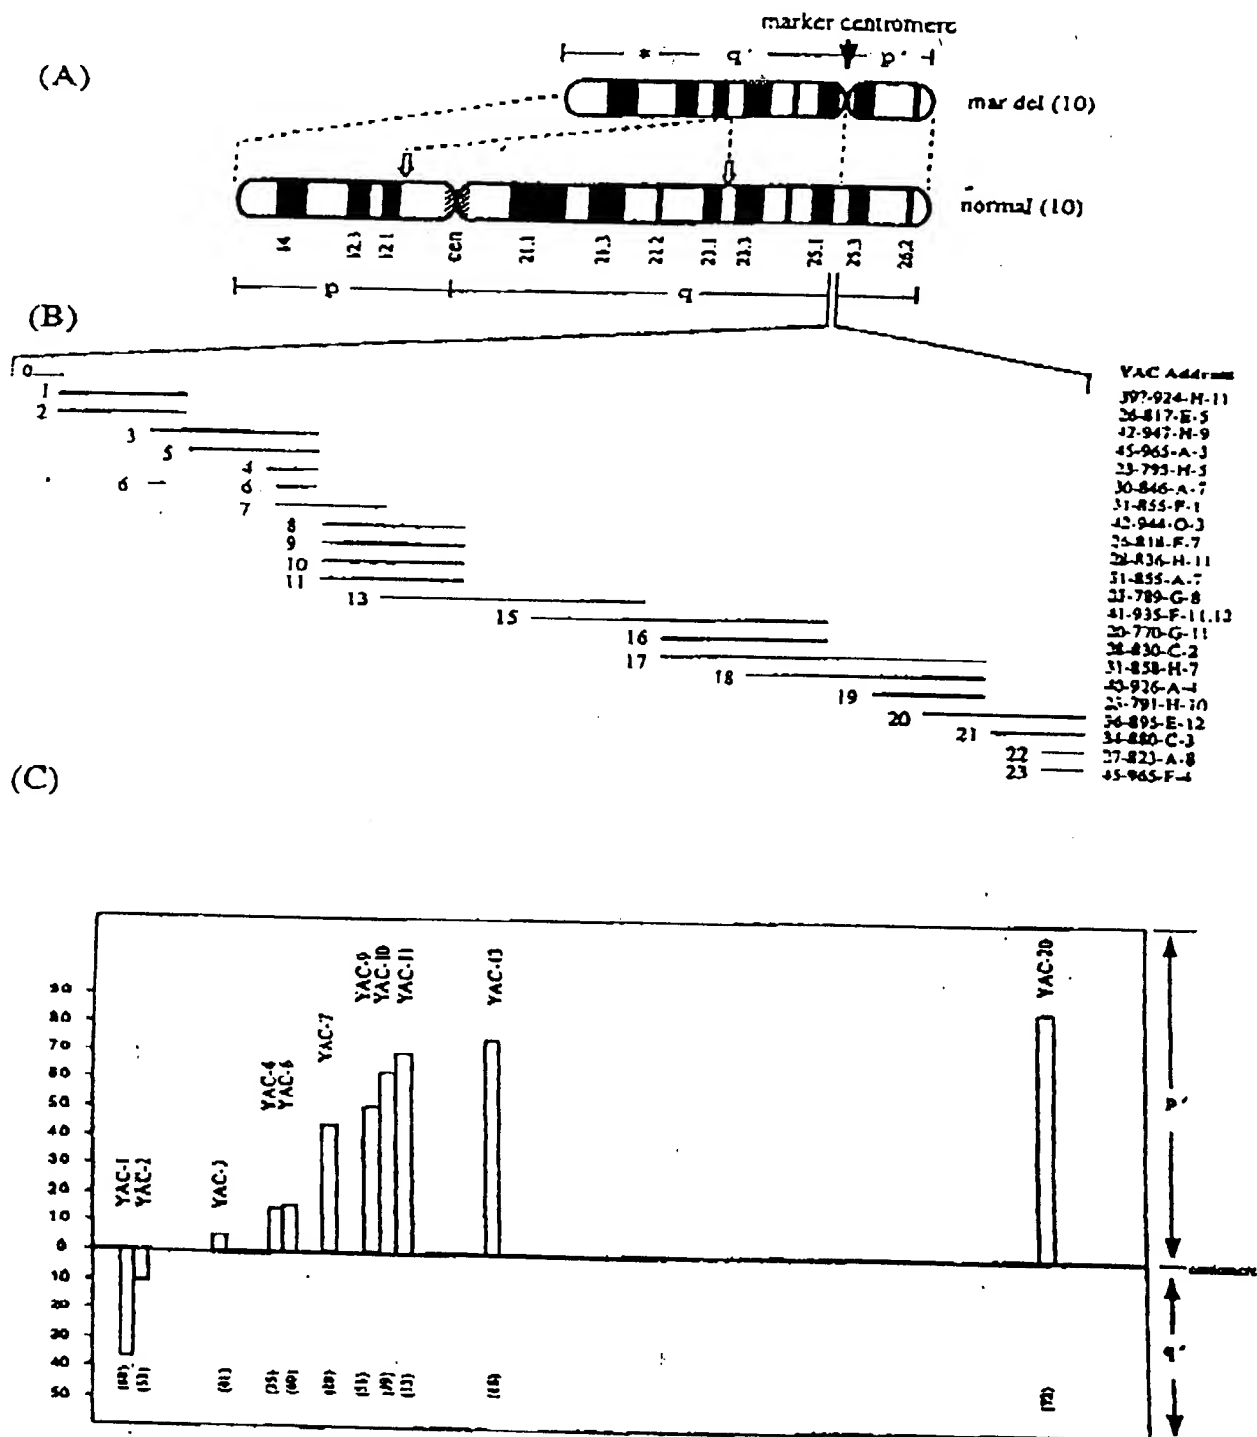 marker centromere
(A)
* q' p'
mar del (10)
normal (10)
14 12.3 12.1 cen 21.1 21.3 22.2 23.1 23.3 25.1 25.3 26.2
p q
(B)
YAC Address
0
1
2
3
5
4
6 6
7
8
9
10
11
13
15
16
17
18
19
20
21
22
23
26-817-E-5
42-947-H-9
45-965-A-3
23-795-H-5
30-846-A-7
31-855-F-1
42-944-O-3
28-836-H-11
31-855-A-7
41-935-F-11,12
20-770-G-11
31-858-H-7
36-895-E-12
34-880-C-3
27-823-A-8
45-965-F-4
(C)
90
80
70
60
50
40
30
20
10
0
10
20
30
40
50
YAC-1 YAC-2 YAC-3 YAC-4 YAC-6 YAC-7 YAC-9 YAC-10 YAC-11 YAC-13 YAC-20
p'
centromere
q'